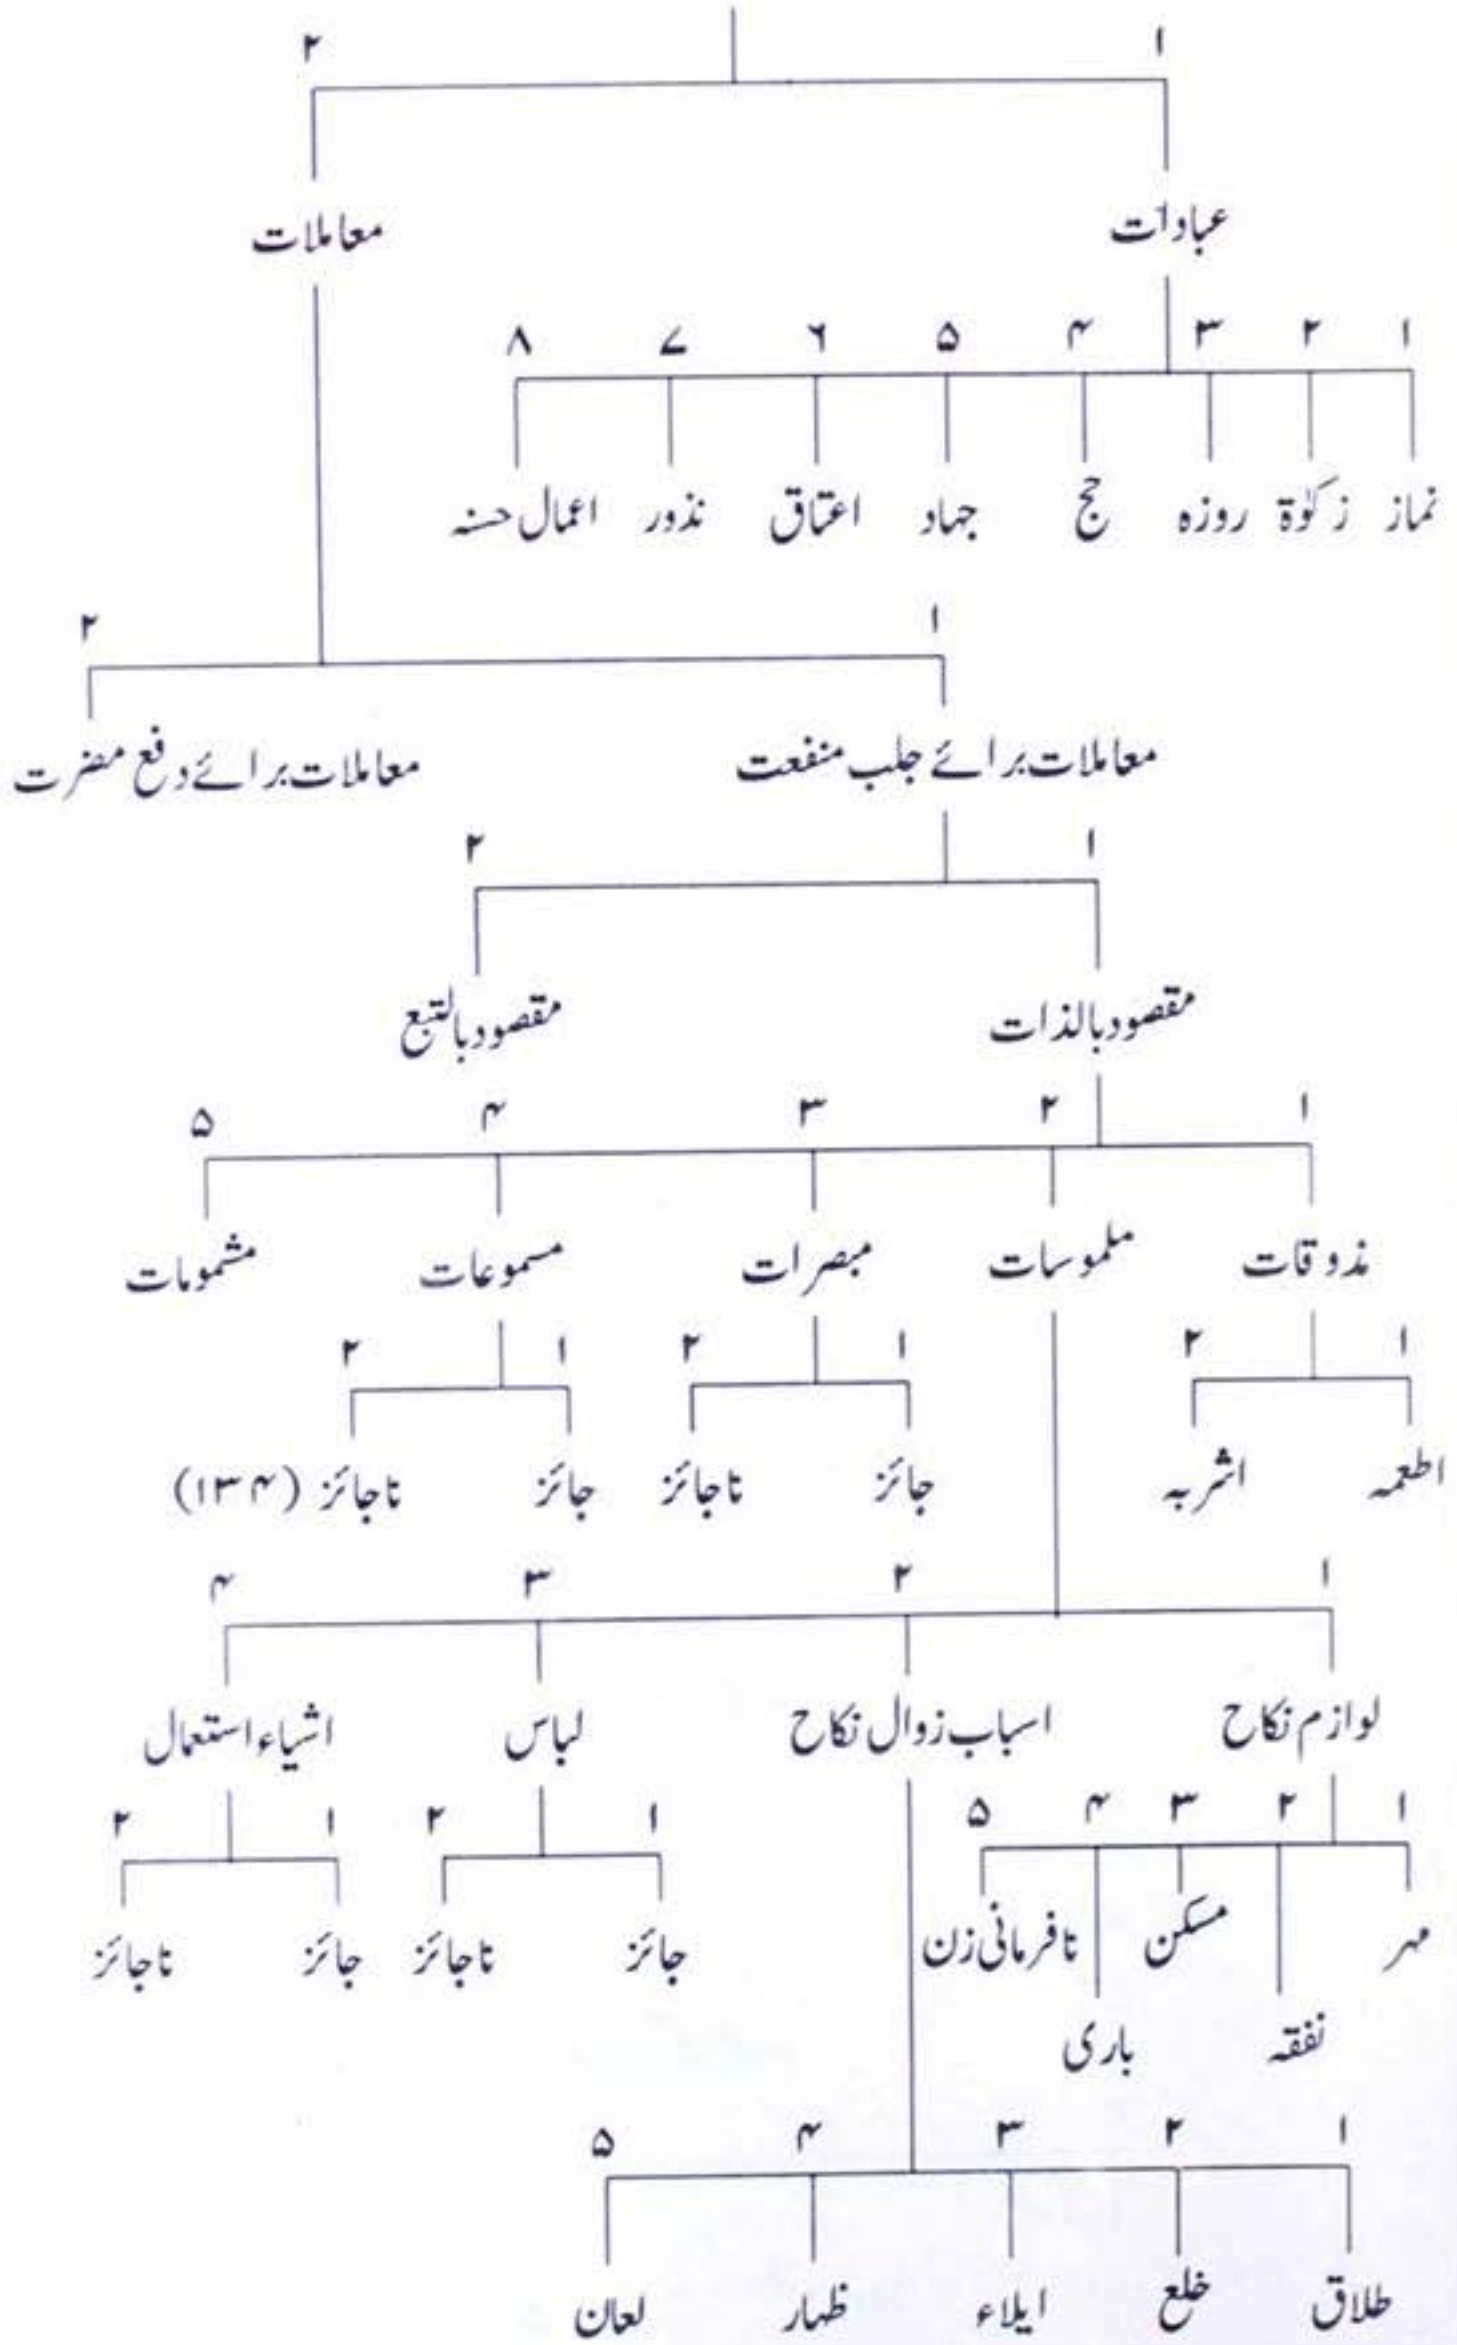 ۱ ۲
عبادات معاملات
۱ ۲ ۳ ۴ ۵ ۶ ۷ ۸
نماز زکوٰۃ روزہ حج جہاد اعتاق نذور اعمال حسنہ
۱ ۲
معاملات برائے جلب منفعت معاملات برائے دفع مضرت
۱ ۲
مقصود بالذات مقصود بالتبع
۱ ۲ ۳ ۴ ۵
مذوقات ملموسات مبصرات مسموعات مشمومات
۱ ۲ ۱ ۲ ۱ ۲
اطعمہ اشربہ جائز ناجائز جائز ناجائز (۱۳۴)
۱ ۲ ۳ ۴
لوازم نکاح اسباب زوال نکاح لباس اشیاء استعمال
۱ ۲ ۳ ۴ ۵ ۱ ۲ ۱ ۲
مہر مسکن نافرمانی زن جائز ناجائز جائز ناجائز
نفقہ باری
۱ ۲ ۳ ۴ ۵
طلاق خلع ایلاء ظہار لعان